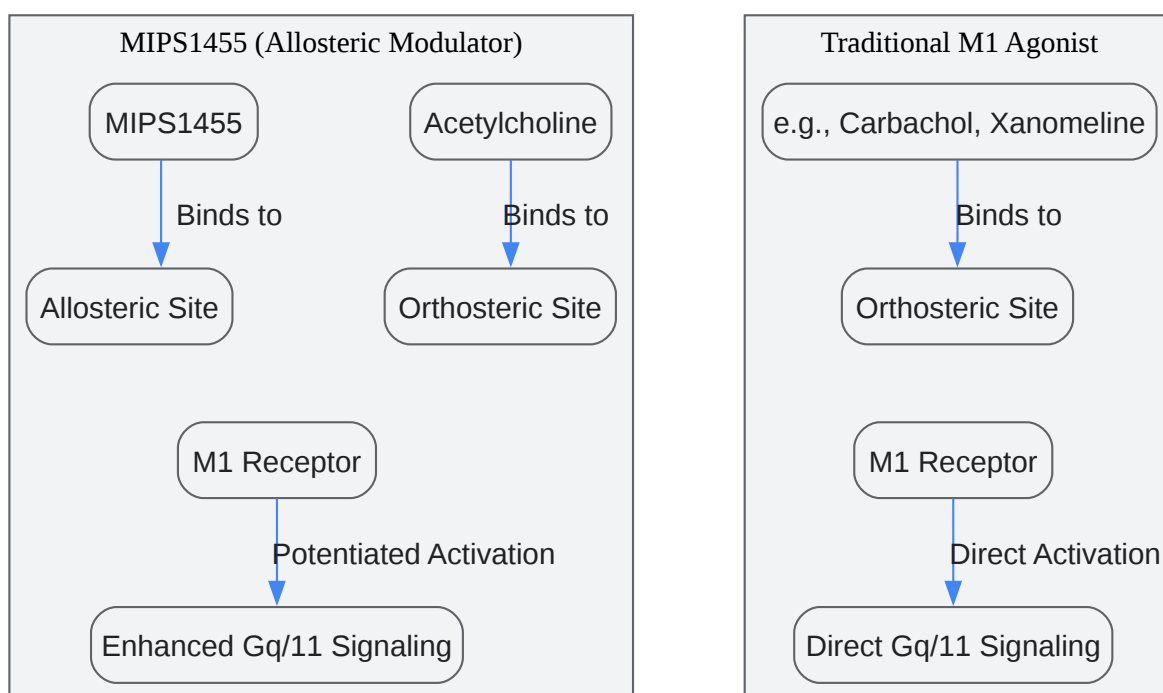 MIPS1455 (Allosteric Modulator)
MIPS1455
Acetylcholine
Binds to
Binds to
Allosteric Site
Orthosteric Site
M1 Receptor
Potentiated Activation
Enhanced Gq/11 Signaling
Traditional M1 Agonist
e.g., Carbachol, Xanomeline
Binds to
Orthosteric Site
M1 Receptor
Direct Activation
Direct Gq/11 Signaling